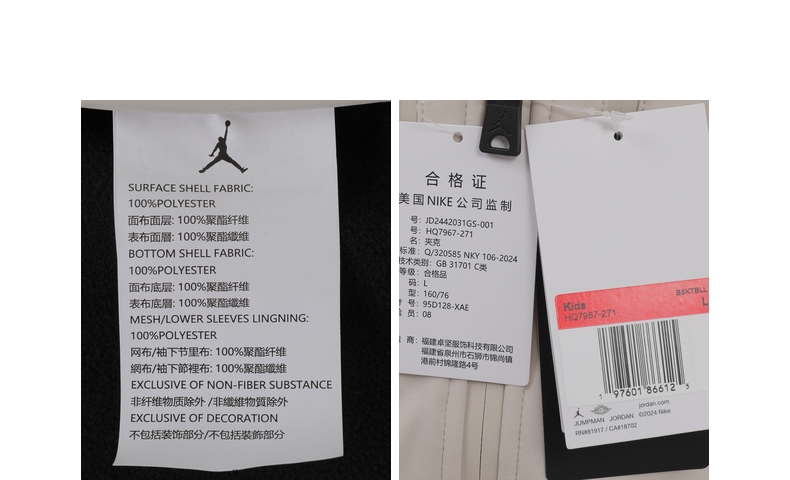 SURFACE SHELL FABRIC:
100%POLYESTER
面布面层: 100%聚酯纤维
表布面層: 100%聚酯纖維
BOTTOM SHELL FABRIC:
100%POLYESTER
面布底层: 100%聚酯纤维
表布底層: 100%聚酯纖維
MESH/LOWER SLEEVES LINGNING:
100%POLYESTER
网布/袖下节里布: 100%聚酯纤维
網布/袖下節裡布: 100%聚酯纖維
EXCLUSIVE OF NON-FIBER SUBSTANCE
非纤维物质除外 /非纖維物質除外
EXCLUSIVE OF DECORATION
不包括装饰部分/不包括裝飾部分
合格证
美国NIKE公司监制
号: JD2442031GS-001
号: HQ7967-271
名: 夹克
标准: Q/320585 NKY 106-2024
技术类别: GB 31701 C类
等级: 合格品
码: L
型: 160/76
号: 95D128-XAE
员: 08
商: 福建卓坚服饰科技有限公司
福建省泉州市石狮市锦尚镇
港前村锦隆路4号
BSKTBLL
Kids L
HQ7967-271
1 97601 86612 5
jordan.com
JUMPMAN JORDAN ©2024 Nike
RN#81917 / CA#18702